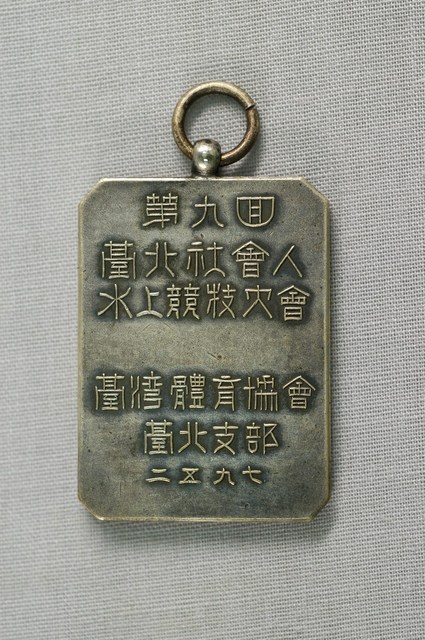 第九回
臺北社會人
水上競技大會
臺湾體育協會
臺北支部
二五九七